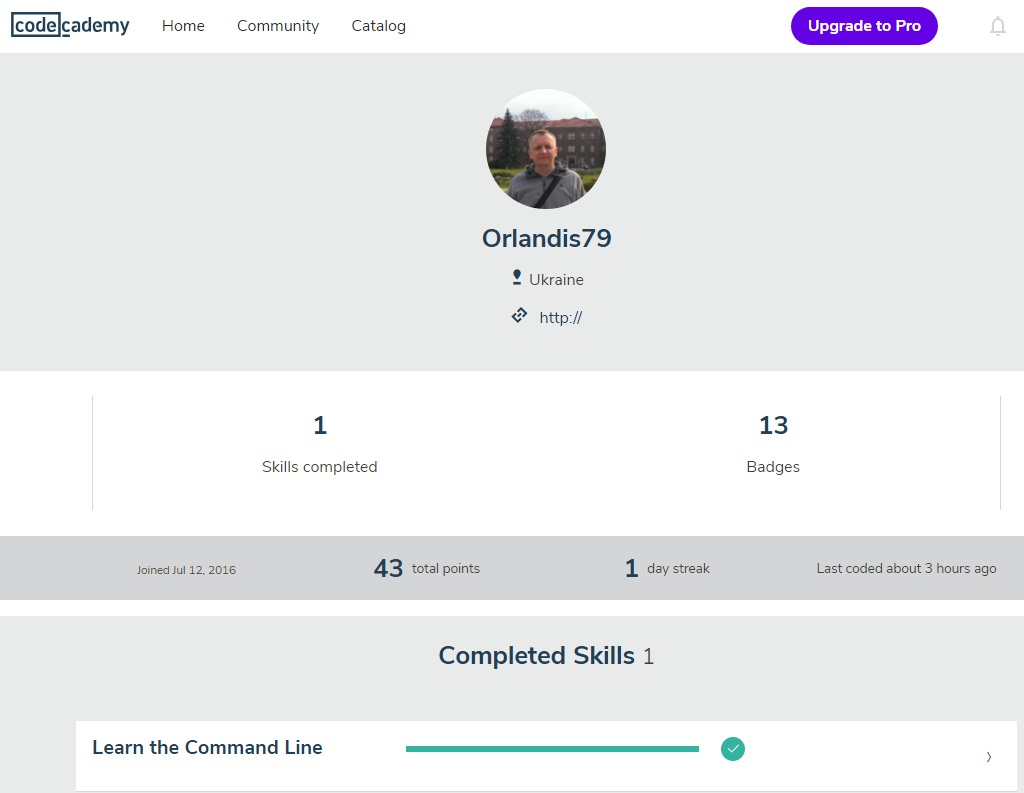 codecademy Home Community Catalog Upgrade to Pro
Orlandis79
Ukraine
http://
1 13
Skills completed Badges
Joined Jul 12, 2016 43 total points 1 day streak Last coded about 3 hours ago
Completed Skills 1
Learn the Command Line